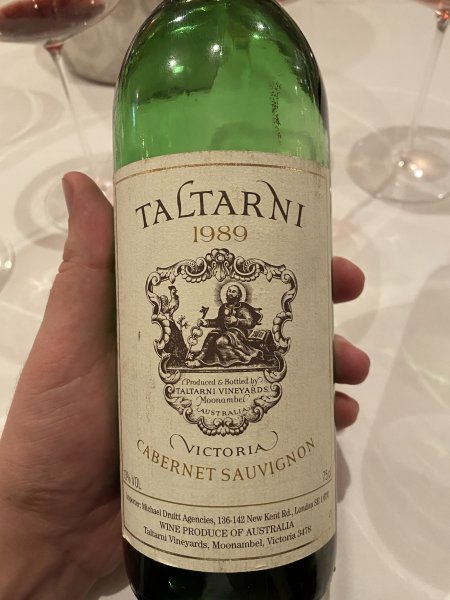 TALTARNI
1989
Produced & Bottled by
TALTARNI VINEYARDS
Moonambel
AUSTRALIA
VICTORIA
CABERNET SAUVIGNON
% VOL 75cl
Importer: Michael Druitt Agencies, 136-142 New Kent Rd., London SE1
WINE PRODUCE OF AUSTRALIA
Taltarni Vineyards, Moonambel, Victoria 3478